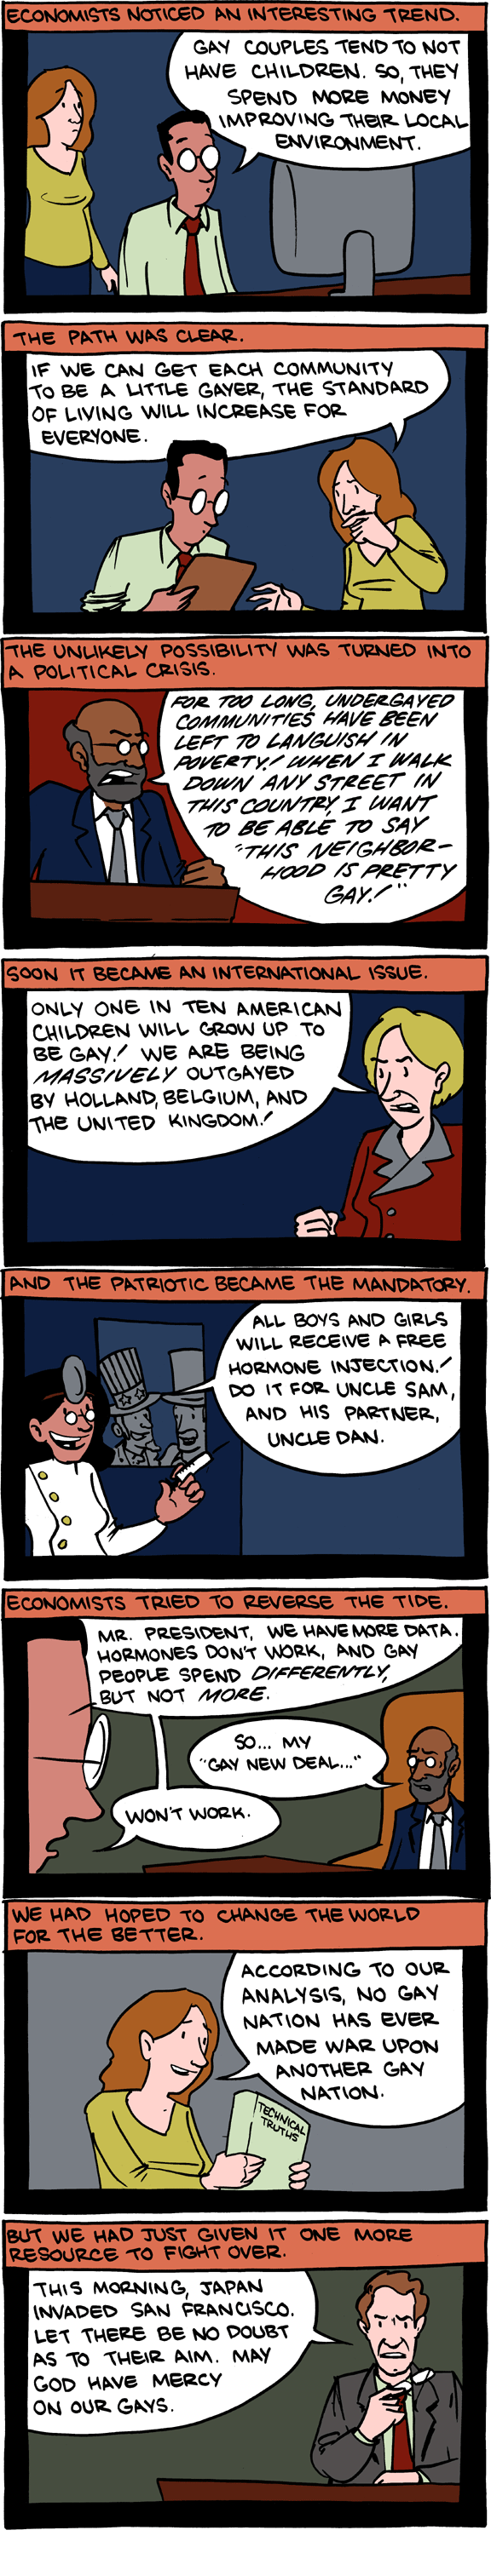 ECONOMISTS NOTICED AN INTERESTING TREND.
GAY COUPLES TEND TO NOT
HAVE CHILDREN. SO, THEY
SPEND MORE MONEY
IMPROVING THEIR LOCAL
ENVIRONMENT.
THE PATH WAS CLEAR.
IF WE CAN GET EACH COMMUNITY
TO BE A LITTLE GAYER, THE STANDARD
OF LIVING WILL INCREASE FOR
EVERYONE.
THE UNLIKELY POSSIBILITY WAS TURNED INTO
A POLITICAL CRISIS.
FOR TOO LONG, UNDERGAYED
COMMUNITIES HAVE BEEN
LEFT TO LANGUISH IN
POVERTY! WHEN I WALK
DOWN ANY STREET IN
THIS COUNTRY, I WANT
TO BE ABLE TO SAY
"THIS NEIGHBOR-
HOOD IS PRETTY
GAY!"
SOON IT BECAME AN INTERNATIONAL ISSUE.
ONLY ONE IN TEN AMERICAN
CHILDREN WILL GROW UP TO
BE GAY! WE ARE BEING
MASSIVELY OUTGAYED
BY HOLLAND, BELGIUM, AND
THE UNITED KINGDOM!
AND THE PATRIOTIC BECAME THE MANDATORY.
ALL BOYS AND GIRLS
WILL RECEIVE A FREE
HORMONE INJECTION!
DO IT FOR UNCLE SAM,
AND HIS PARTNER,
UNCLE DAN.
ECONOMISTS TRIED TO REVERSE THE TIDE.
MR. PRESIDENT, WE HAVE MORE DATA.
HORMONES DON'T WORK, AND GAY
PEOPLE SPEND DIFFERENTLY,
BUT NOT MORE.
SO... MY
"GAY NEW DEAL..."
WON'T WORK.
WE HAD HOPED TO CHANGE THE WORLD
FOR THE BETTER.
ACCORDING TO OUR
ANALYSIS, NO GAY
NATION HAS EVER
MADE WAR UPON
ANOTHER GAY
NATION.
TECHNICAL
TRUTHS
BUT WE HAD JUST GIVEN IT ONE MORE
RESOURCE TO FIGHT OVER.
THIS MORNING, JAPAN
INVADED SAN FRANCISCO.
LET THERE BE NO DOUBT
AS TO THEIR AIM. MAY
GOD HAVE MERCY
ON OUR GAYS.